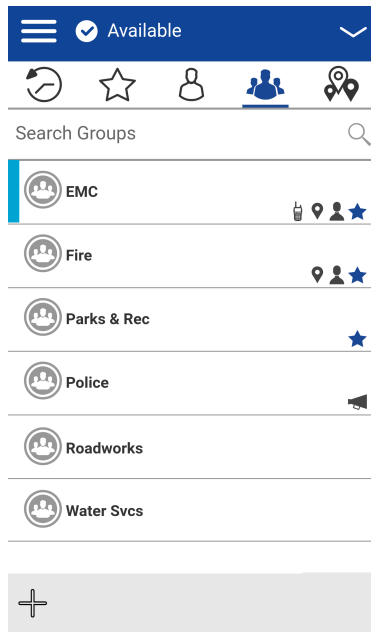 Available
Search Groups
EMC
Fire
Parks & Rec
Police
Roadworks
Water Svcs